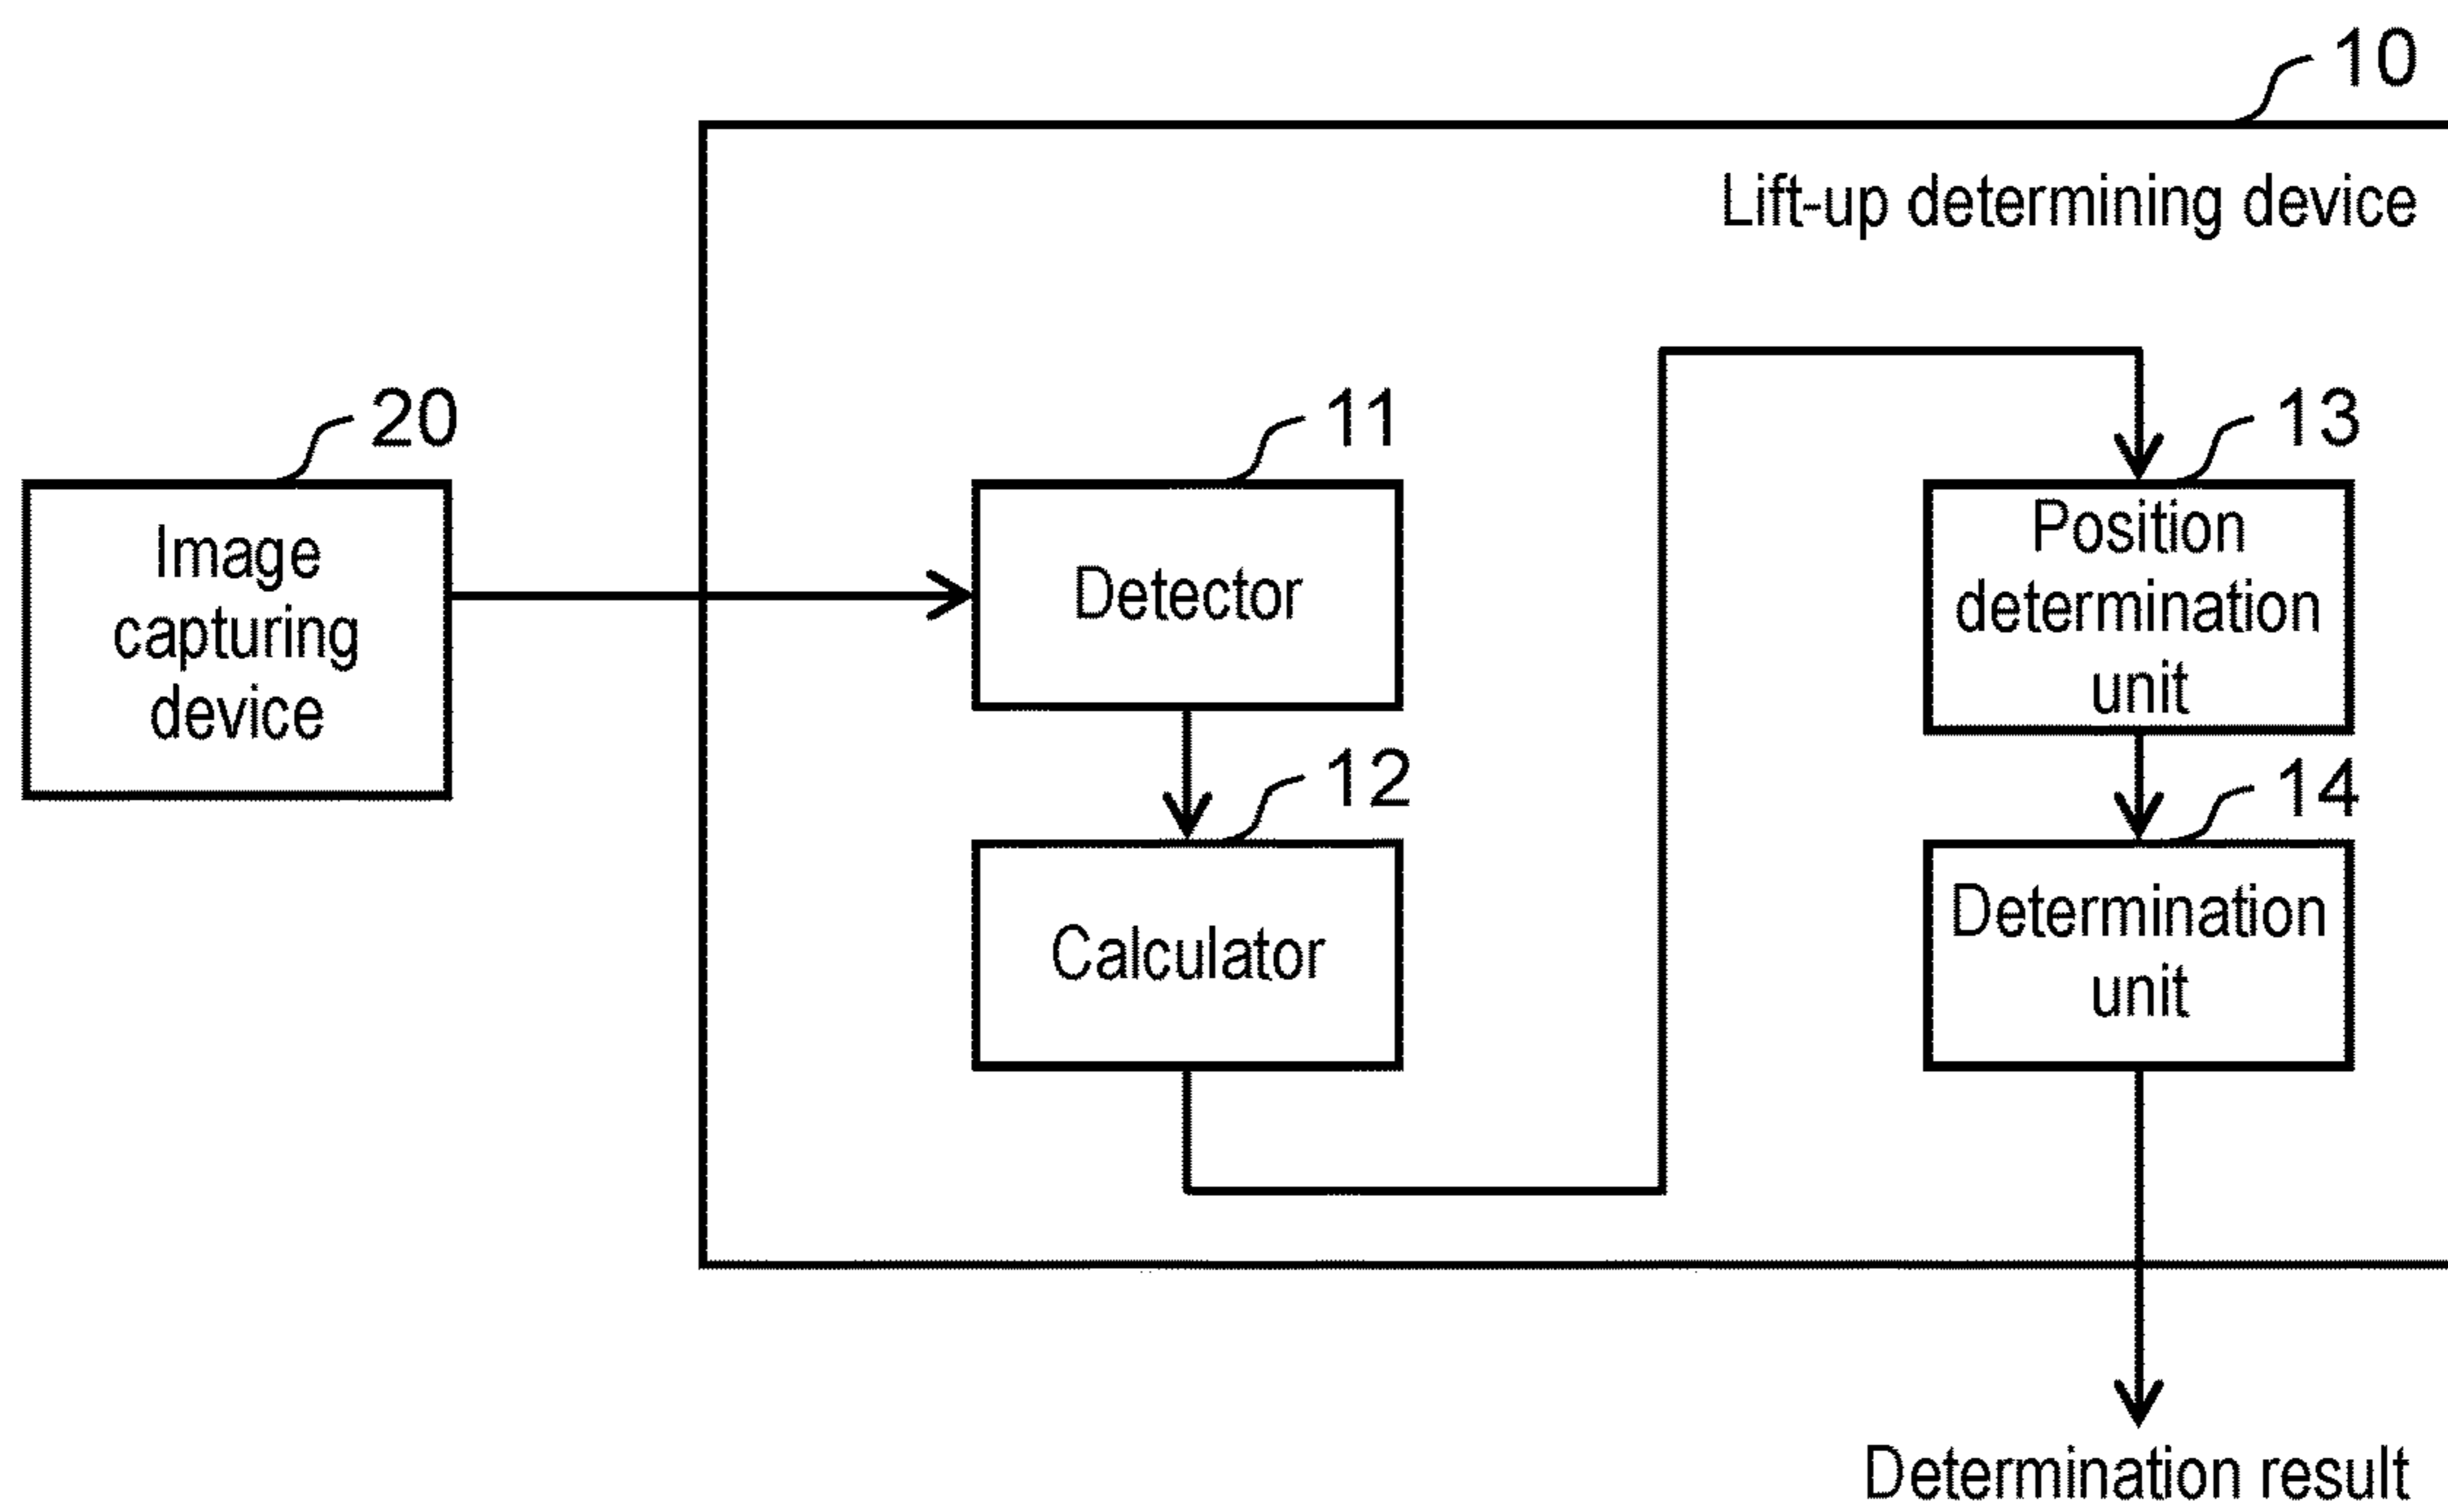 10
Lift-up determining device
20
Image
capturing
device
11
Detector
12
Calculator
13
Position
determination
unit
14
Determination
unit
Determination result